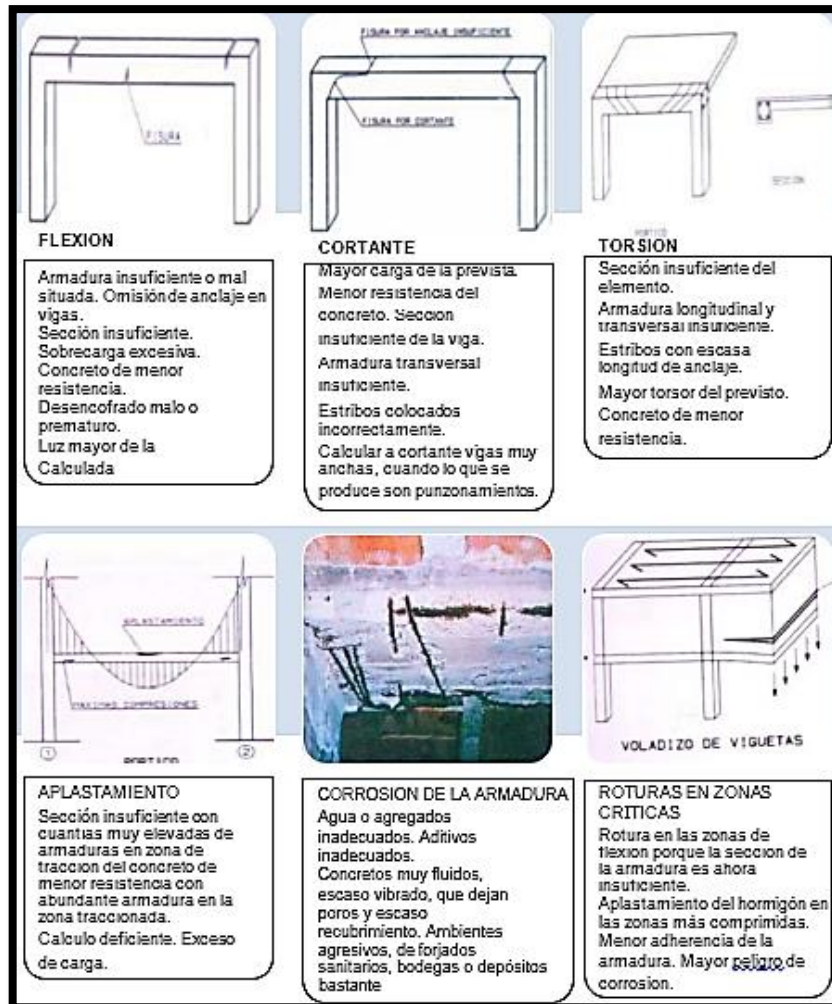 FISURA
FLEXION
Armadura insuficiente o mal
situada. Omisión de anclaje en
vigas.
Sección insuficiente.
Sobrecarga excesiva.
Concreto de menor
resistencia.
Desencofrado malo o
prematuro.
Luz mayor de la
Calculada
FISURA POR ANCLAJE INSUFICIENTE
FISURA POR CORTANTE
CORTANTE
Mayor carga de la prevista.
Menor resistencia del
concreto. Sección
insuficiente de la viga.
Armadura transversal
insuficiente.
Estribos colocados
incorrectamente.
Calcular a cortante vigas muy
anchas, cuando lo que se
produce son punzonamientos.
SECCION
PORTICO
TORSION
Sección insuficiente del
elemento.
Armadura longitudinal y
transversal insuficiente.
Estribos con escasa
longitud de anclaje.
Mayor torsor del previsto.
Concreto de menor
resistencia.
APLASTAMIENTO
MAXIMAS COMPRESIONES
1
2
PORTICO
APLASTAMIENTO
Sección insuficiente con
cuantias muy elevadas de
armaduras en zona de
traccion del concreto de
menor resistencia con
abundante armadura en la
zona traccionada.
Calculo deficiente. Exceso
de carga.
CORROSION DE LA ARMADURA
Agua o agregados
inadecuados. Aditivos
inadecuados.
Concretos muy fluidos,
escaso vibrado, que dejan
poros y escaso
recubrimiento. Ambientes
agresivos, de forjados
sanitarios, bodegas o depósitos
bastante
VOLADIZO DE VIGUETAS
ROTURAS EN ZONAS
CRITICAS
Rotura en las zonas de
flexion porque la seccion de
la armadura es ahora
insuficiente.
Aplastamiento del hormigón en
las zonas más comprimidas.
Menor adherencia de la
armadura. Mayor peligro de
corrosion.